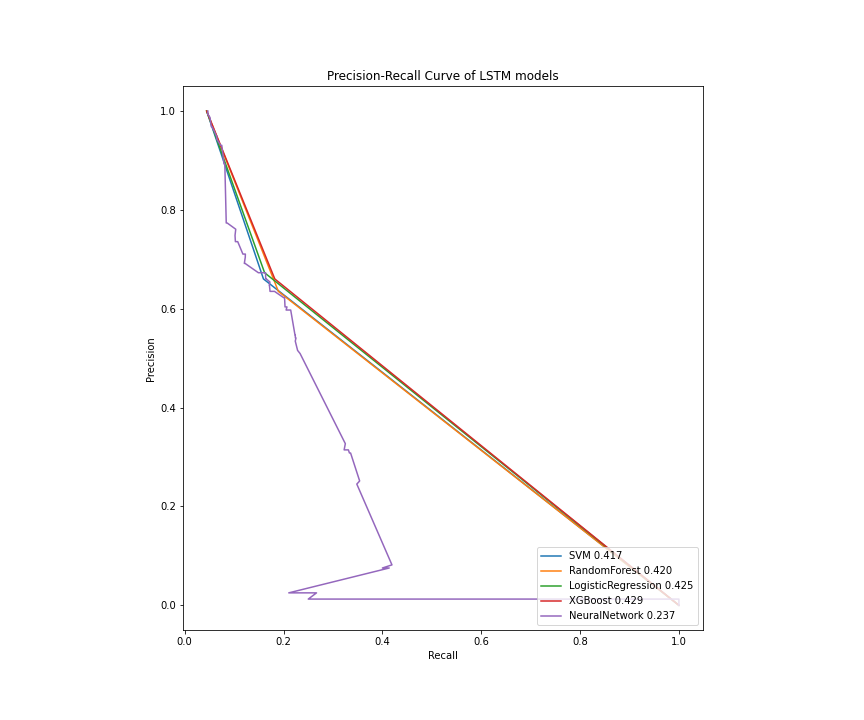 Precision-Recall Curve of LSTM models
1.0
0.8
0.6
0.4
0.2
0.0
Precision
SVM 0.417
RandomForest 0.420
LogisticRegression 0.425
XGBoost 0.429
NeuralNetwork 0.237
0.0 0.2 0.4 0.6 0.8 1.0
Recall